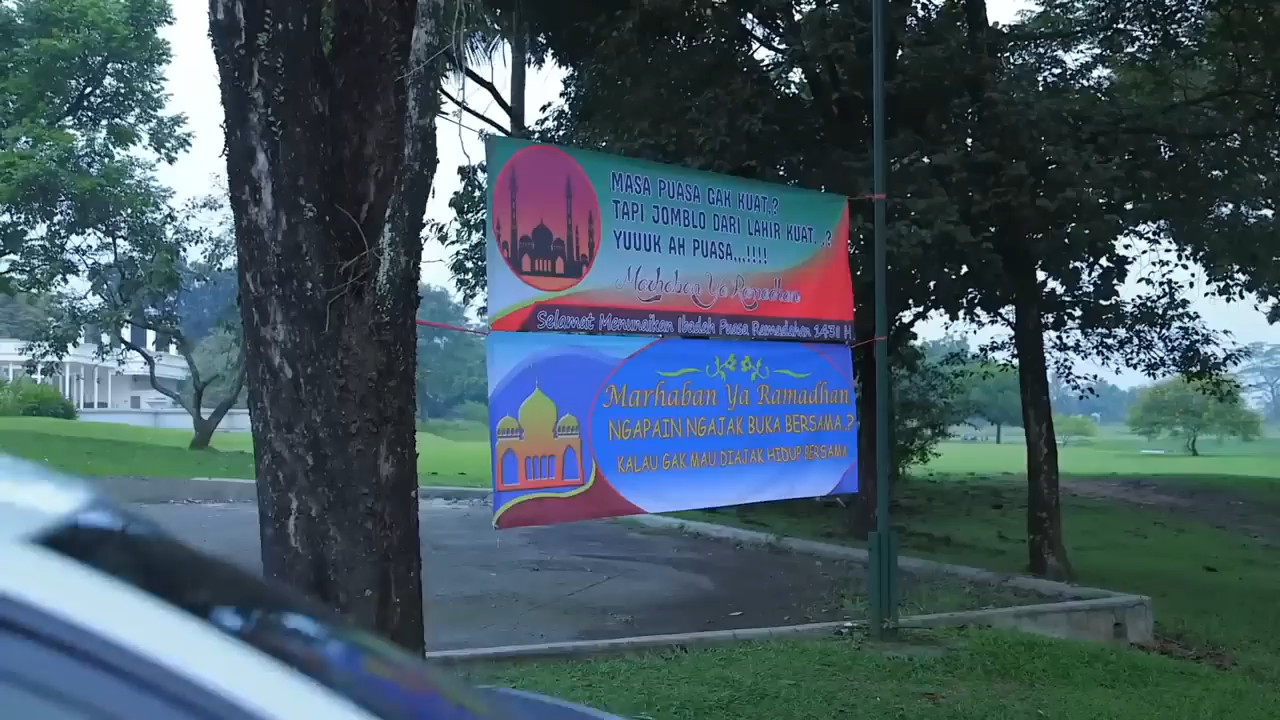 MASA PUASA GAK KUAT.?
TAPI JOMBLO DARI LAHIR KUAT. .?
YUUUK AH PUASA...!!!!
Marhaban Ya Ramadhan
Selamat Menunaikan Ibadah Puasa Ramadahan 1431 H
Marhaban Ya Ramadhan
NGAPAIN NGAJAK BUKA BERSAMA.?
KALAU GAK MAU DIAJAK HIDUP BERSAMA